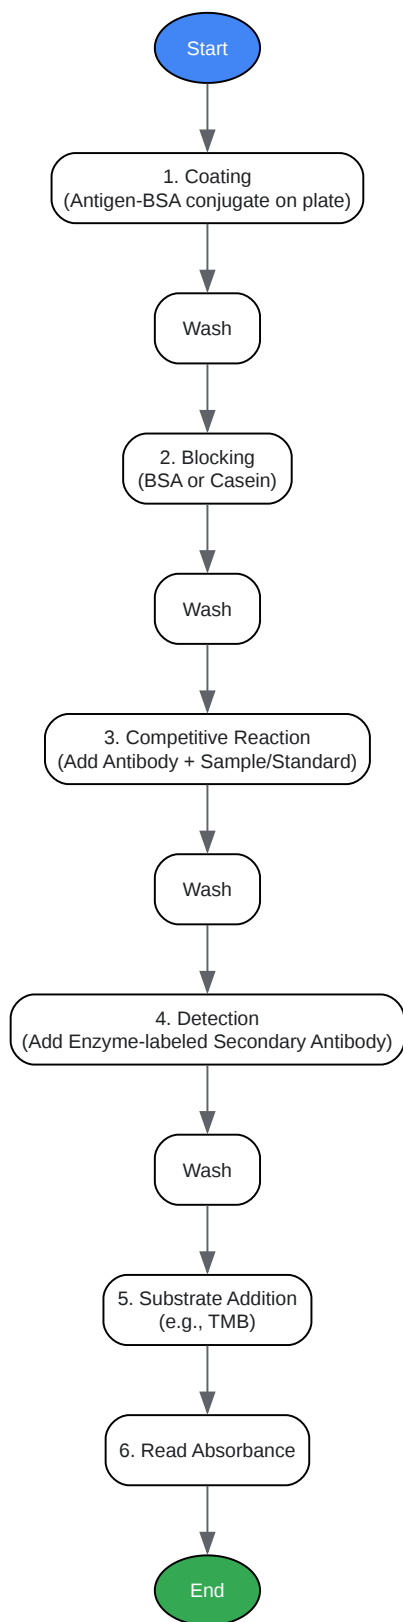 Start
1. Coating
(Antigen-BSA conjugate on plate)
Wash
2. Blocking
(BSA or Casein)
Wash
3. Competitive Reaction
(Add Antibody + Sample/Standard)
Wash
4. Detection
(Add Enzyme-labeled Secondary Antibody)
Wash
5. Substrate Addition
(e.g., TMB)
6. Read Absorbance
End